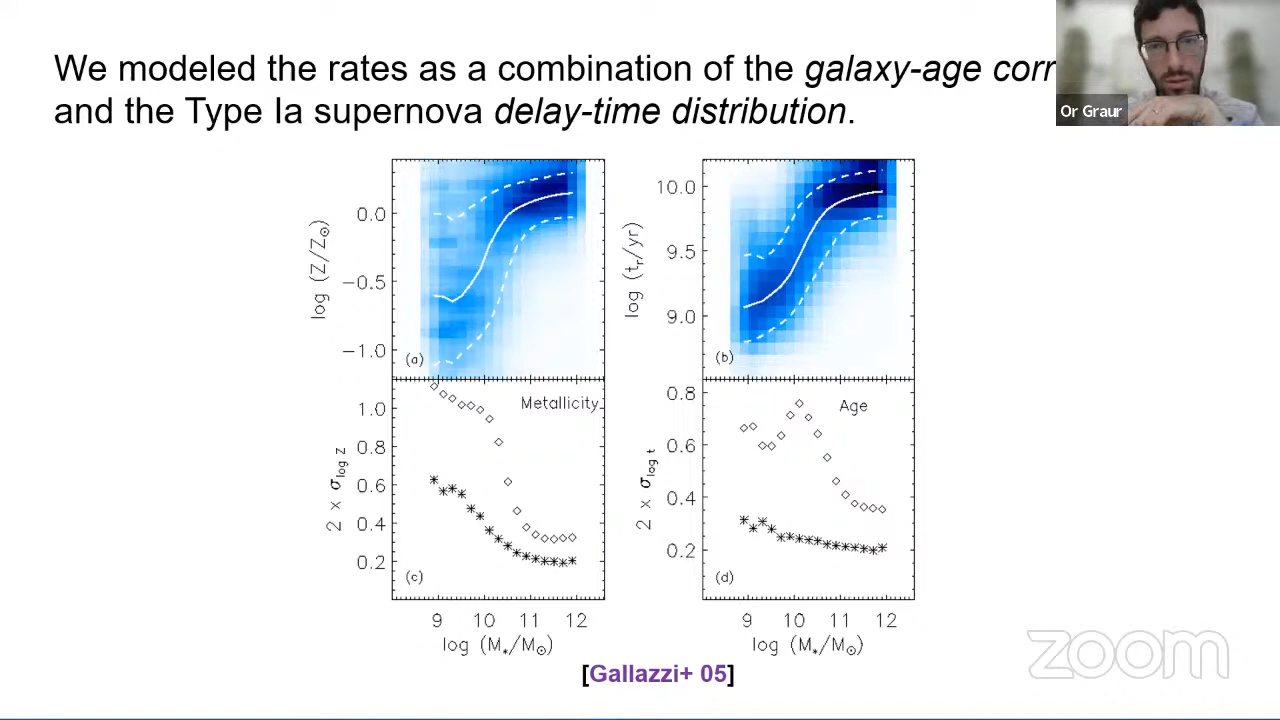 We modeled the rates as a combination of the galaxy-age corr
and the Type Ia supernova delay-time distribution.
Or Graur
log (Z/Z☉)
0.0
−0.5
−1.0
(a)
log (tr/yr)
10.0
9.5
9.0
(b)
2 × σlog Z
1.0
0.8
0.6
0.4
0.2
Metallicity
(c)
9 10 11 12
log (M*/M☉)
2 × σlog t
0.8
0.6
0.4
0.2
Age
(d)
9 10 11 12
log (M*/M☉)
[Gallazzi+ 05]
zoom